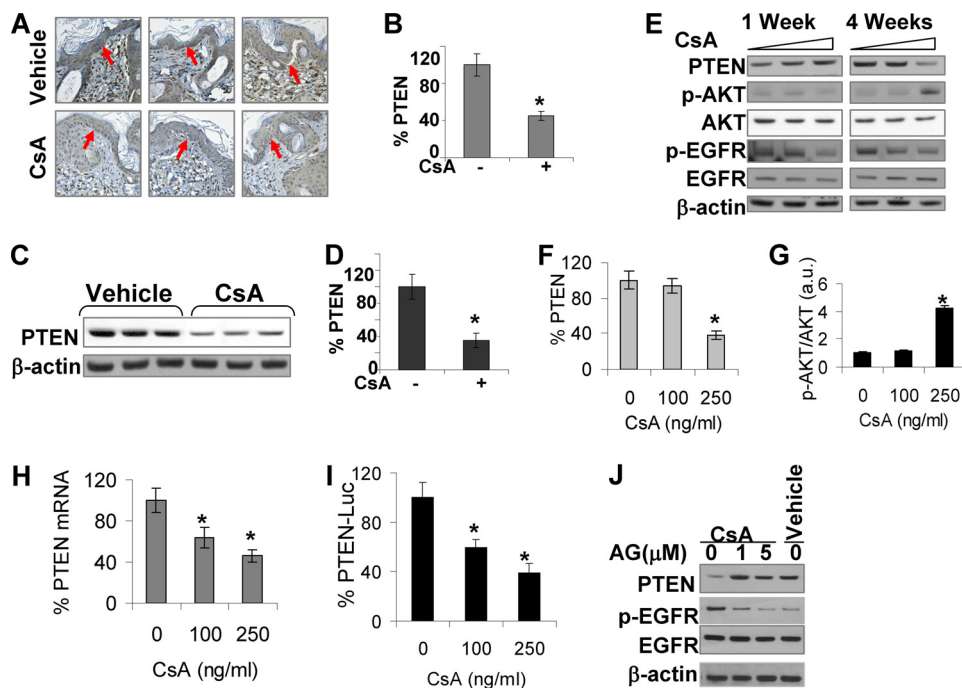 A
Vehicle
CsA
B
% PTEN
120
80
40
0
*
CsA - +
C
Vehicle CsA
PTEN
β-actin
D
% PTEN
120
80
40
0
*
CsA - +
E
1 Week 4 Weeks
CsA
PTEN
p-AKT
AKT
p-EGFR
EGFR
β-actin
F
% PTEN
120
80
40
0
*
0 100 250
CsA (ng/ml)
G
p-AKT/AKT (a.u.)
6
4
2
0
*
0 100 250
CsA (ng/ml)
H
% PTEN mRNA
120
80
40
0
* *
0 100 250
CsA (ng/ml)
I
% PTEN-Luc
120
80
40
0
* *
0 100 250
CsA (ng/ml)
J
CsA Vehicle
AG(μM) 0 1 5 0
PTEN
p-EGFR
EGFR
β-actin